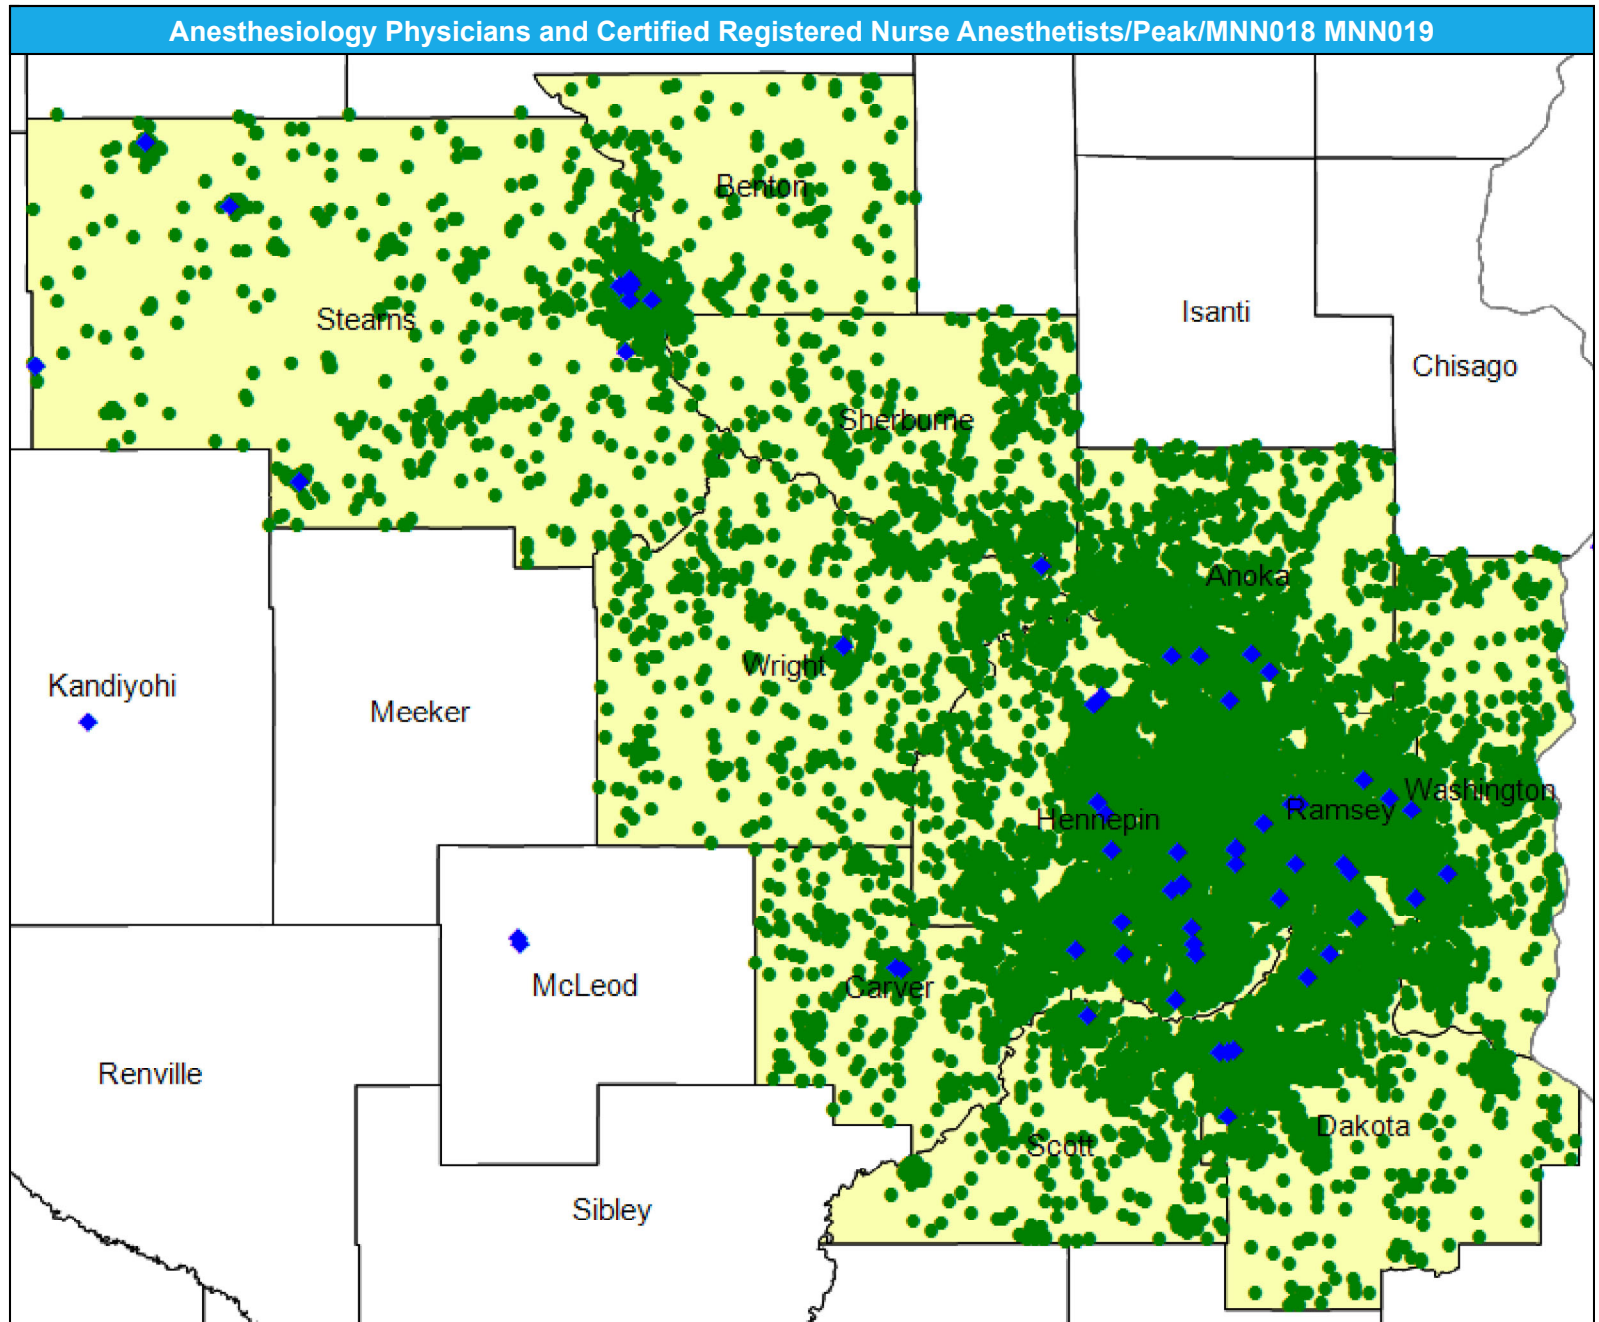 Anesthesiology Physicians and Certified Registered Nurse Anesthetists/Peak/MNN018 MNN019
Benton
Stearns
Isanti
Chisago
Sherburne
Anoka
Wright
Kandiyohi
Meeker
Washington
Ramsey
Hennepin
McLeod
Carver
Renville
Dakota
Scott
Sibley